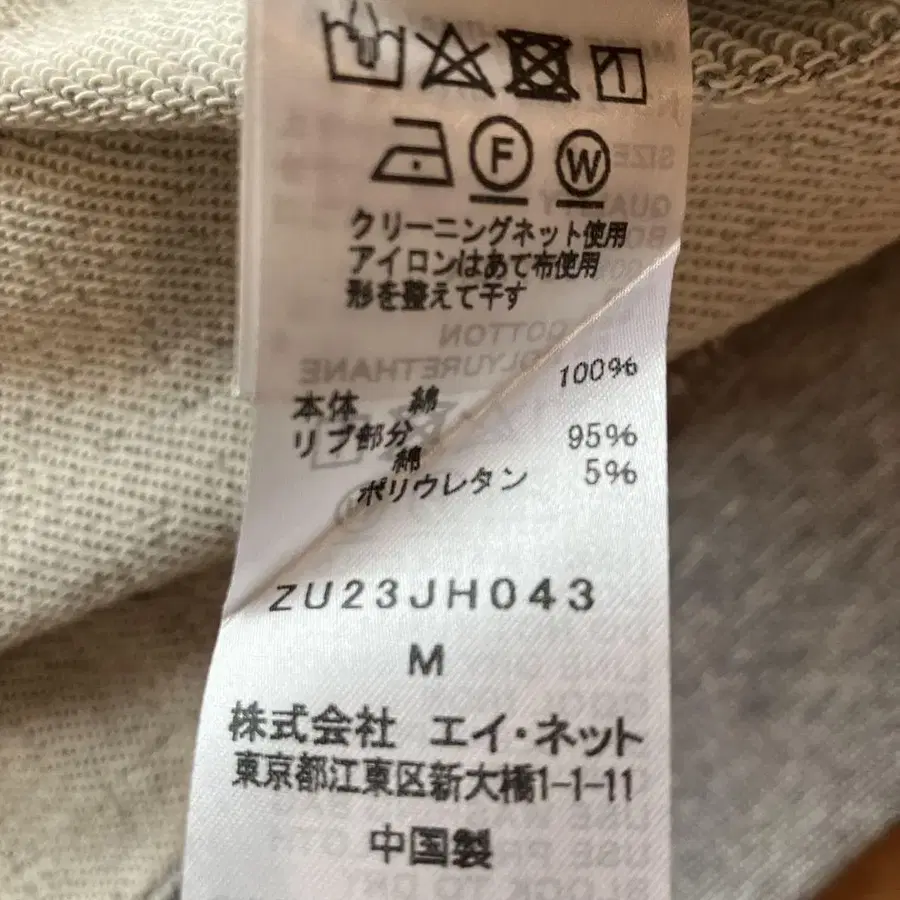 F W
クリーニングネット使用
アイロンはあて布使用
形を整えて干す
本体 綿 100%
リブ部分
綿 95%
ポリウレタン 5%
ZU23JH043
M
株式会社 エイ・ネット
東京都江東区新大橋1-1-11
中国製